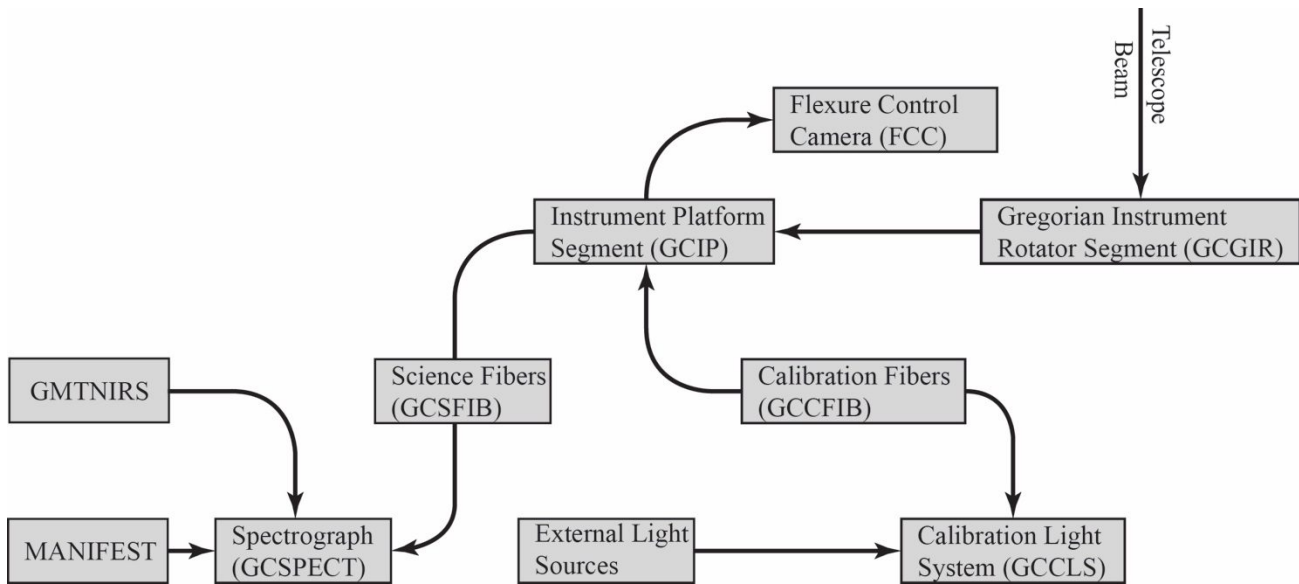 Telescope
Beam
Flexure Control
Camera (FCC)
Instrument Platform
Segment (GCIP)
Gregorian Instrument
Rotator Segment (GCGIR)
GMTNIRS
Science Fibers
(GCSFIB)
Calibration Fibers
(GCCFIB)
MANIFEST
Spectrograph
(GCSPECT)
External Light
Sources
Calibration Light
System (GCCLS)